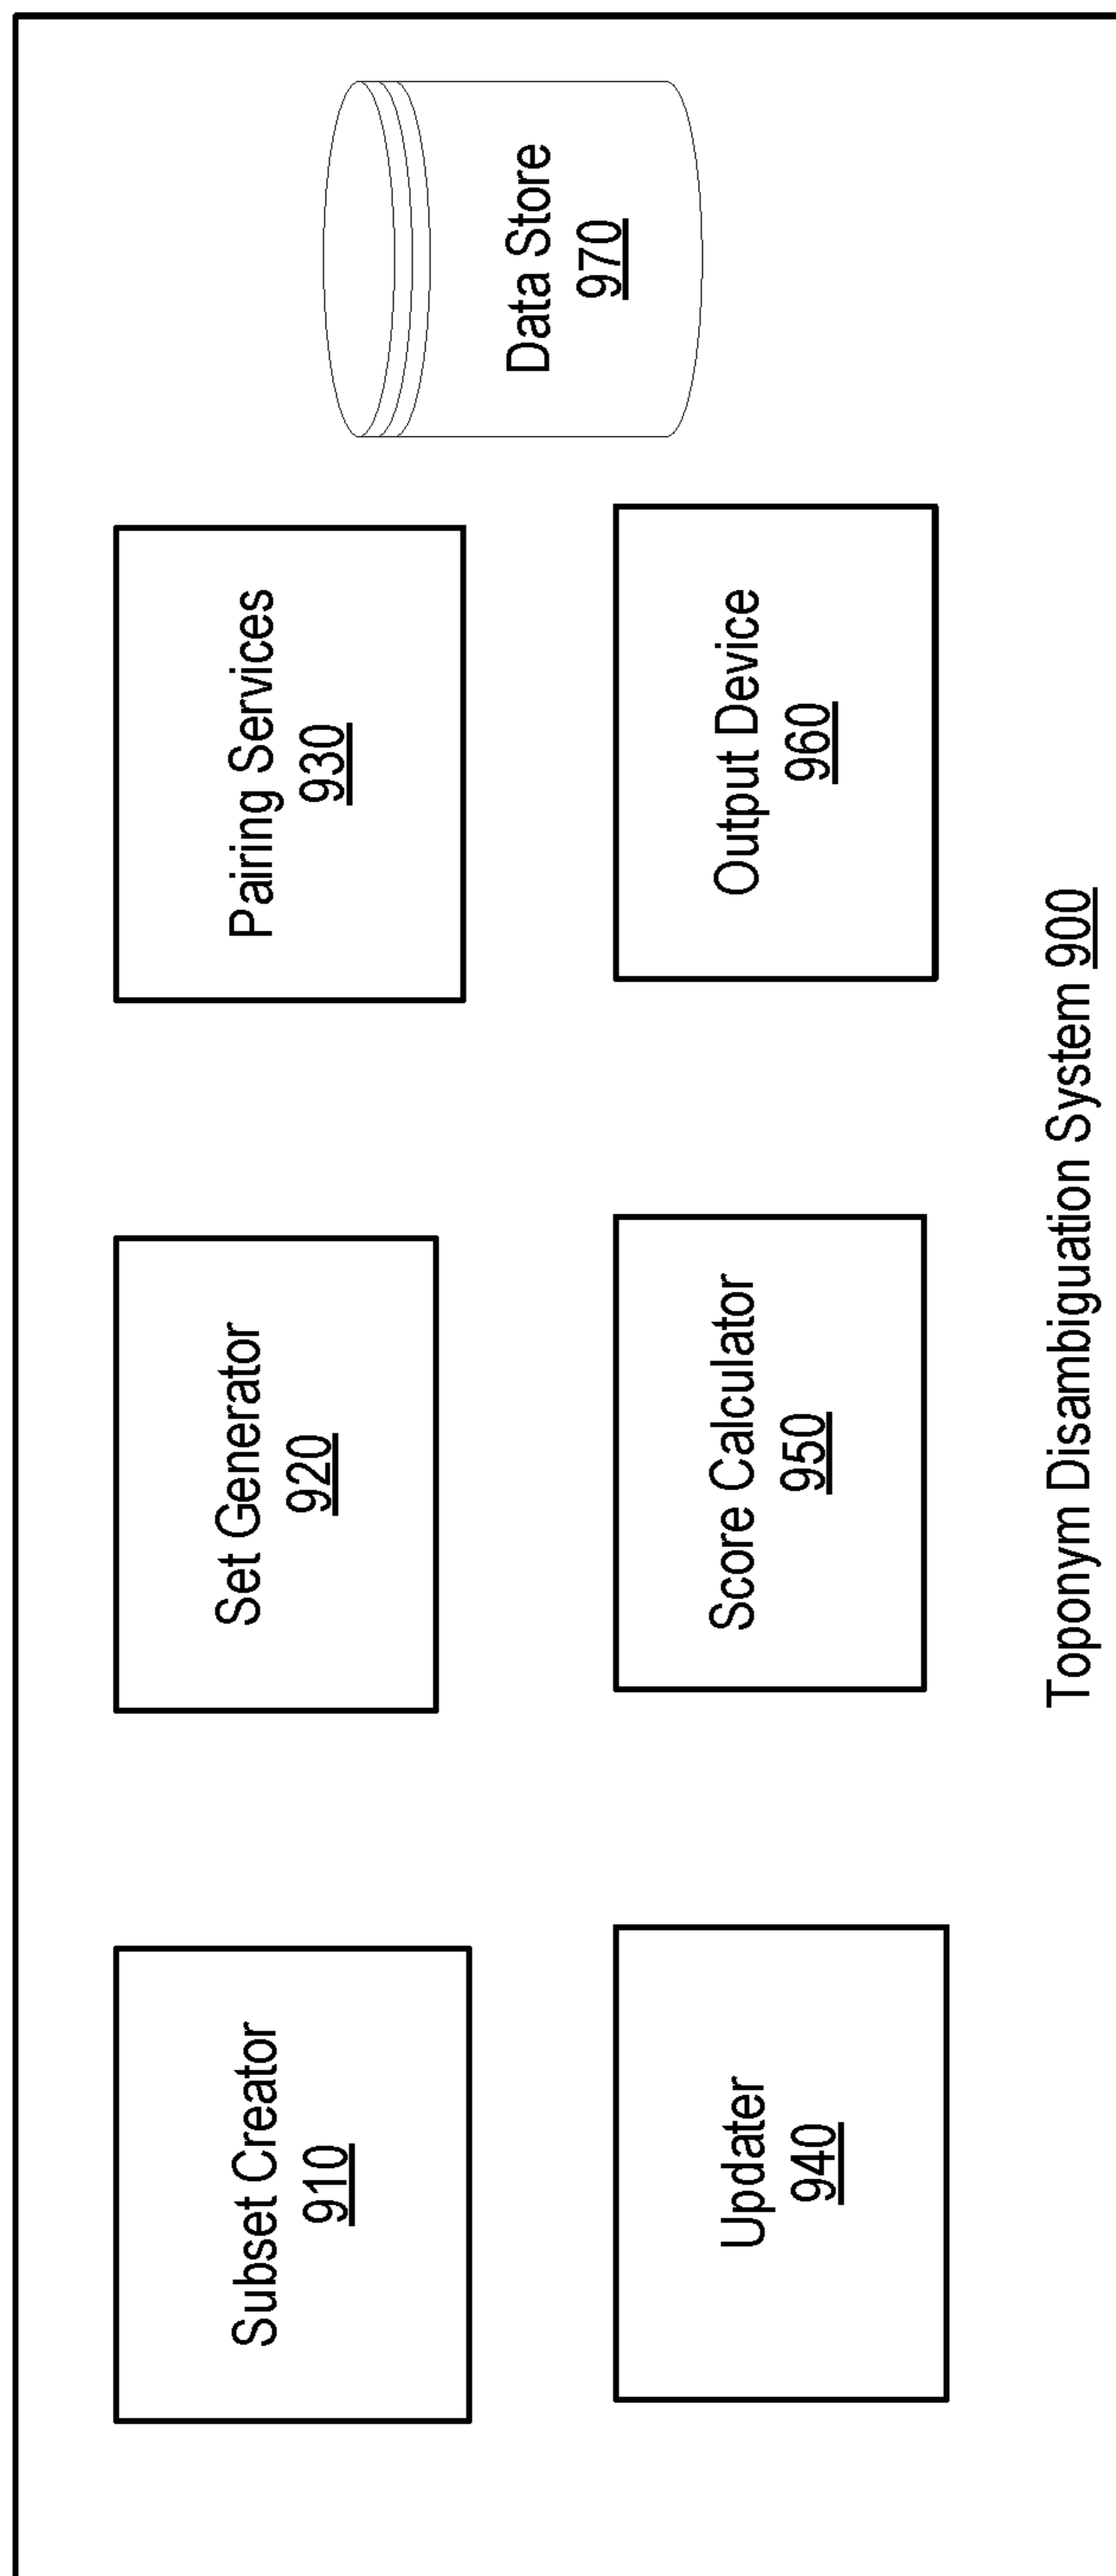 Subset Creator
910
Set Generator
920
Pairing Services
930
Updater
940
Score Calculator
950
Output Device
960
Data Store
970
Toponym Disambiguation System 900